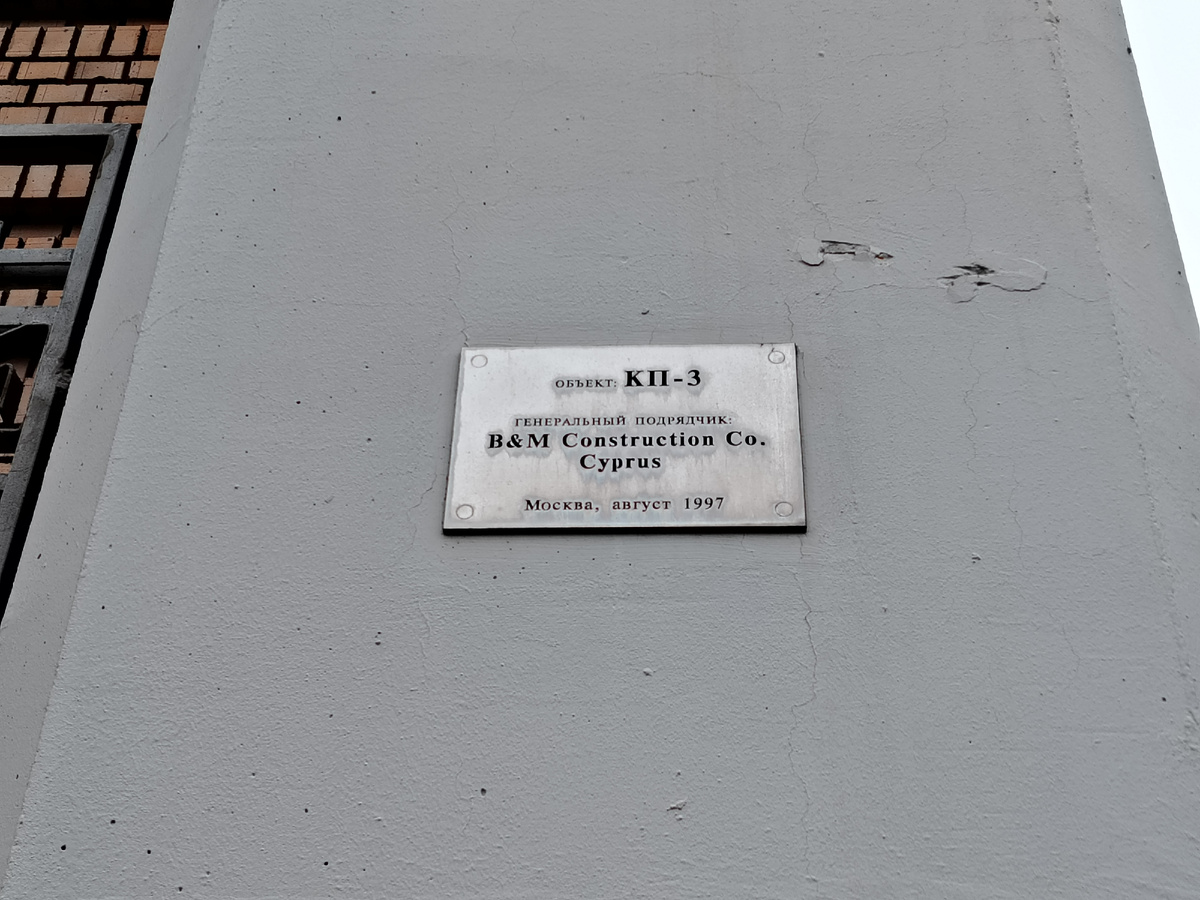 ОБЪЕКТ: КП-3
ГЕНЕРАЛЬНЫЙ ПОДРЯДЧИК:
B&M Construction Co.
Cyprus
Москва, август 1997